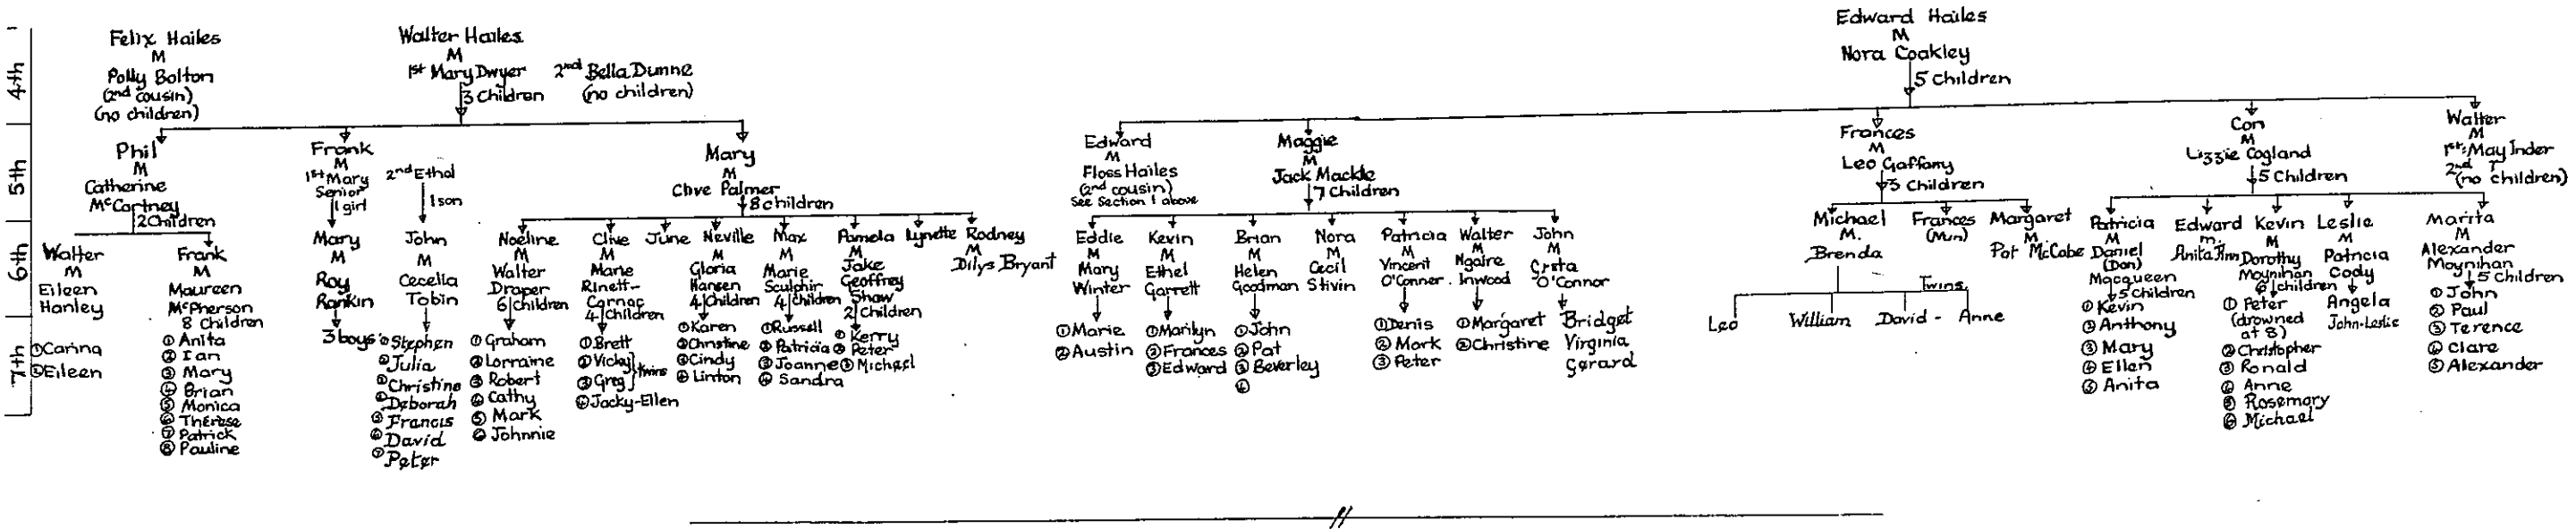 4th
Felix Hailes
M
Polly Bolton
(2nd cousin)
(no children)
Walter Hailes
M
1st Mary Dwyer
3 Children
2nd Bella Dunne
(no children)
Edward Hailes
M
Nora Coakley
5 Children
5th
Phil
M
Catherine
McCartney
2 Children
Frank
M
1st Mary
Senior
1 girl
2nd Ethol
1 son
Mary
M
Clive Palmer
8 children
Edward
M
Floss Hailes
(2nd cousin)
See Section 1 above
Maggie
M
Jack Mackle
7 Children
Frances
M
Leo Gaffany
3 Children
Con
M
Lizzie Cogland
5 Children
Walter
M
1st May Inder
2nd
(no children)
6th
Walter
M
Eileen
Hanley
Frank
M
Maureen
McPherson
8 Children
Mary
M
Roy
Rankin
John
M
Cecelia
Tobin
Noeline
M
Walter
Draper
6 Children
Clive
M
Marie
Rinett-
Carnac
4 Children
June
Neville
M
Gloria
Hansen
4 Children
Max
M
Marie
Sculphir
4 children
Pamela
M
Jake
Geoffrey
Shaw
2 Children
Lynette
Rodney
M
Dilys Bryant
Eddie
M
Mary
Winter
Kevin
M
Ethel
Garrett
Brian
M
Helen
Goodman
Nora
M
Cecil
Stivin
Patricia
M
Vincent
O'Conner.
Walter
M
Ngaire
Inwood
John
M
Crsta
O'Connor
Michael
M.
Brenda
Frances
(Nun)
Margaret
M
Pat McCabe
Patricia
M
Daniel
(Don)
Macqueen
5 children
Edward
m.
Anita Finn
Kevin
M
Dorothy
Moynihan
6 children
Leslie
M
Patricia
Cody
Marita
M
Alexander
Moynihan
5 Children
7th
① Carina
② Eileen
① Anita
② Ian
③ Mary
④ Brian
⑤ Monica
⑥ Thérèse
⑦ Patrick
⑧ Pauline
3 boys
① Stephen
② Julia
③ Christine
④ Deborah
⑤ Francis
⑥ David
⑦ Peter
① Graham
② Lorraine
③ Robert
④ Cathy
⑤ Mark
⑥ Johnnie
① Brett
② Vicky
③ Greg
twins
④ Jacky-Ellen
① Karen
② Christine
③ Cindy
④ Linton
① Russell
② Patricia
③ Joanne
④ Sandra
① Kerry
② Peter
③ Michael
① Marie
② Austin
① Marilyn
② Frances
③ Edward
① John
② Pat
③ Beverley
④
① Denis
② Mark
③ Peter
① Margaret
② Christine
Bridget
Virginia
Gerard
Leo
William
Twins
David - Anne
① Kevin
② Anthony
③ Mary
④ Ellen
⑤ Anita
① Peter
(drowned
at 8)
② Christopher
③ Ronald
④ Anne
⑤ Rosemary
⑥ Michael
Angela
John-Leslie
① John
② Paul
③ Terence
④ Clare
⑤ Alexander